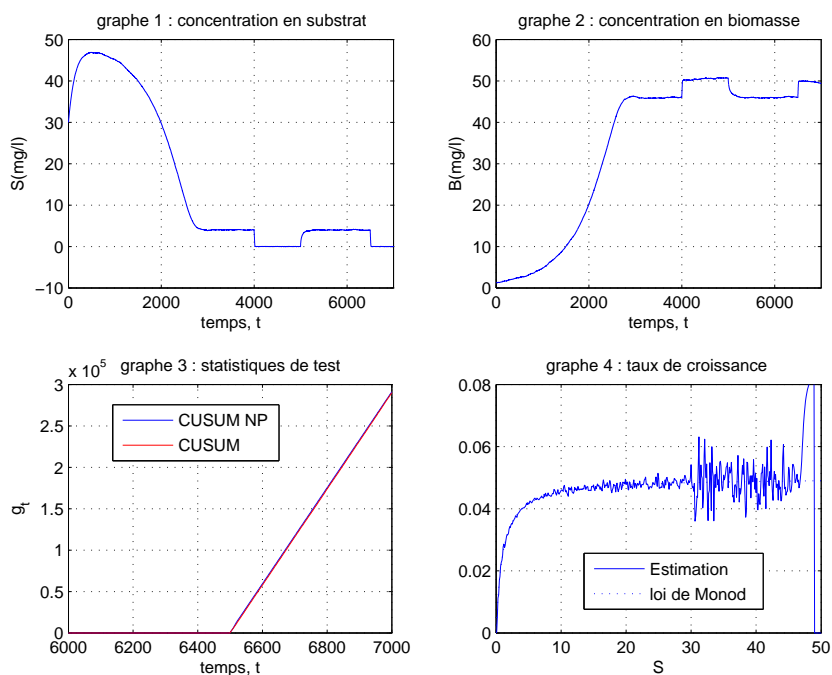 graphe 1 : concentration en substrat
S(mg/l)
50
40
30
20
10
0
−10
0
2000
4000
6000
temps, t
graphe 2 : concentration en biomasse
B(mg/l)
60
50
40
30
20
10
0
0
2000
4000
6000
temps, t
graphe 3 : statistiques de test
x 10^5
g_t
3
2.5
2
1.5
1
0.5
0
6000
6200
6400
6600
6800
7000
temps, t
CUSUM NP
CUSUM
graphe 4 : taux de croissance
0.08
0.06
0.04
0.02
0
0
10
20
30
40
50
S
Estimation
loi de Monod